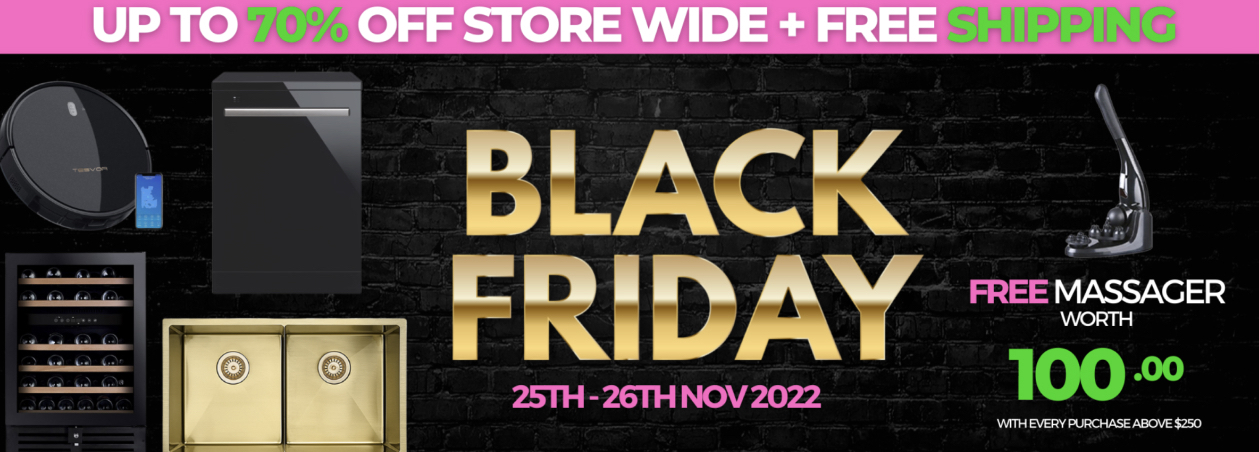 UP TO 70% OFF STORE WIDE + FREE SHIPPING
BLACK
FRIDAY
25TH - 26TH NOV 2022
FREE MASSAGER
WORTH
100.00
WITH EVERY PURCHASE ABOVE $250